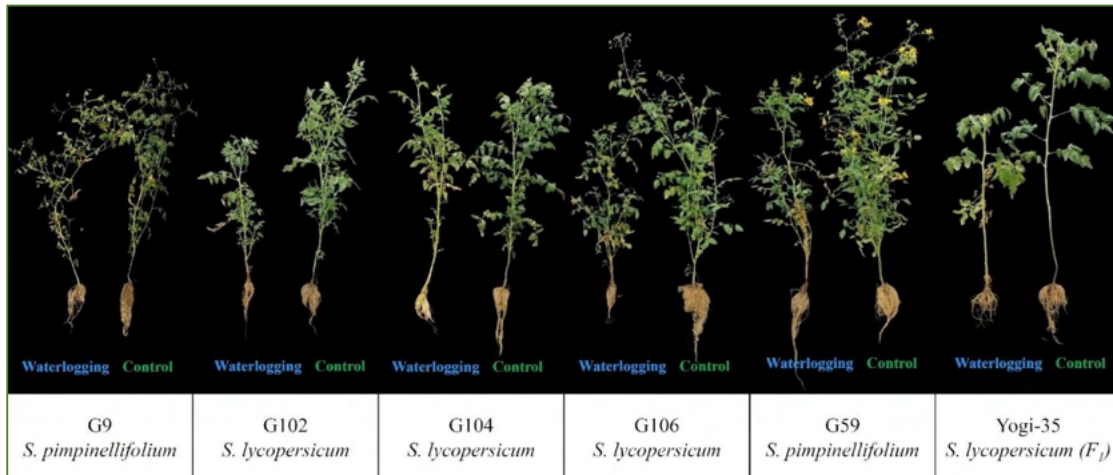 Waterlogging Control
Waterlogging Control
Waterlogging Control
Waterlogging Control
Waterlogging Control
Waterlogging Control
G9
S. pimpinellifolium
G102
S. lycopersicum
G104
S. lycopersicum
G106
S. lycopersicum
G59
S. pimpinellifolium
Yogi-35
S. lycopersicum (F₁)